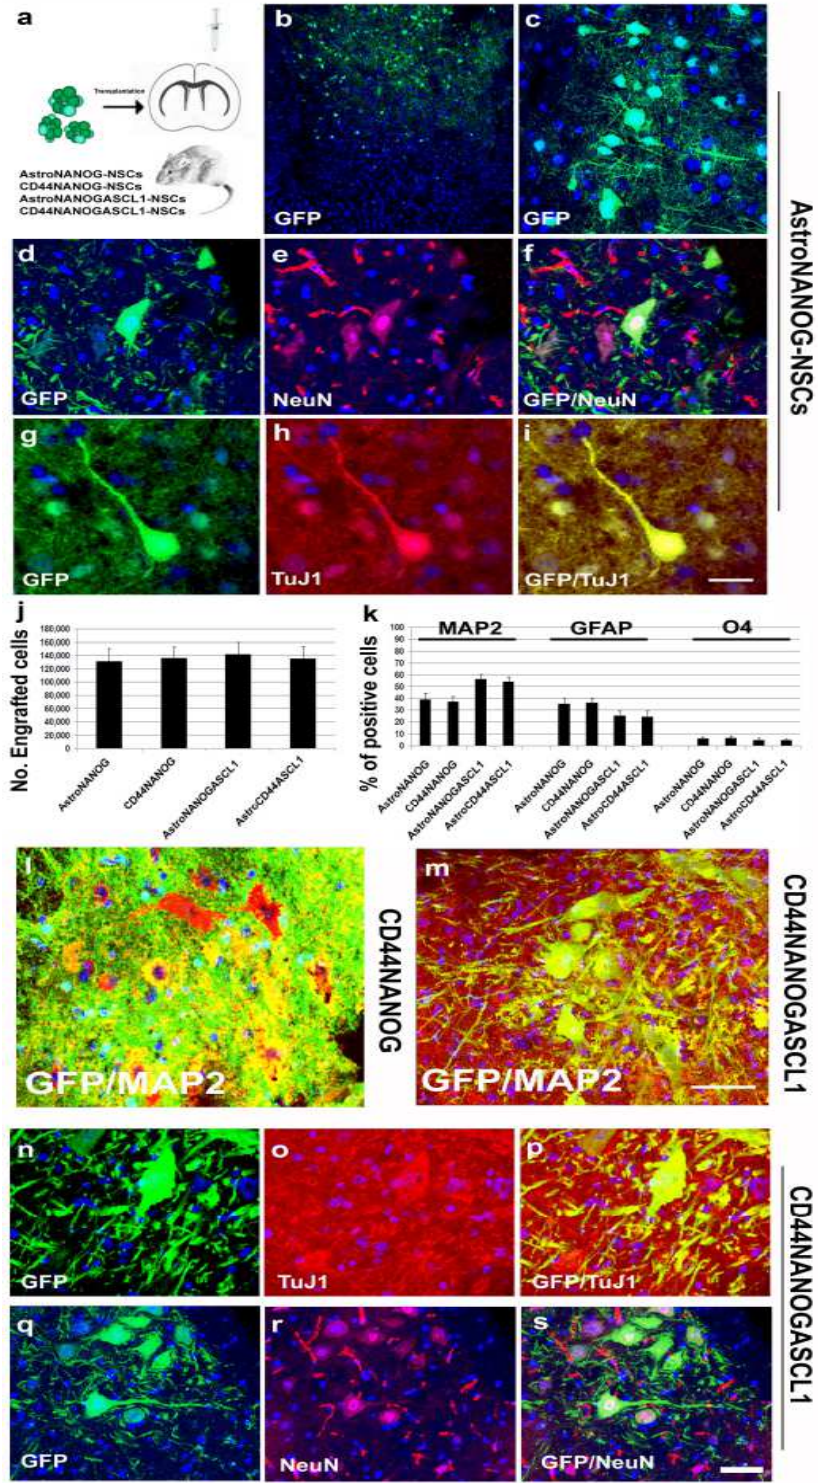 a
Transplantation
AstroNANOG-NSCs
CD44NANOG-NSCs
AstroNANOGASCL1-NSCs
CD44NANOGASCL1-NSCs
b
GFP
c
GFP
d
GFP
e
NeuN
f
GFP/NeuN
g
GFP
h
TuJ1
i
GFP/TuJ1
AstroNANOG-NSCs
j
No. Engrafted cells
180,000
160,000
140,000
120,000
100,000
80,000
60,000
40,000
20,000
0
AstroNANOG
CD44NANOG
AstroNANOGASCL1
AstroCD44ASCL1
k
% of positive cells
100
90
80
70
60
50
40
30
20
10
0
MAP2
GFAP
O4
AstroNANOG
CD44NANOG
AstroNANOGASCL1
AstroCD44ASCL1
AstroNANOG
CD44NANOG
AstroNANOGASCL1
AstroCD44ASCL1
AstroNANOG
CD44NANOG
AstroNANOGASCL1
AstroCD44ASCL1
l
GFP/MAP2
CD44NANOG
m
GFP/MAP2
CD44NANOGASCL1
n
GFP
o
TuJ1
p
GFP/TuJ1
q
GFP
r
NeuN
s
GFP/NeuN
CD44NANOGASCL1